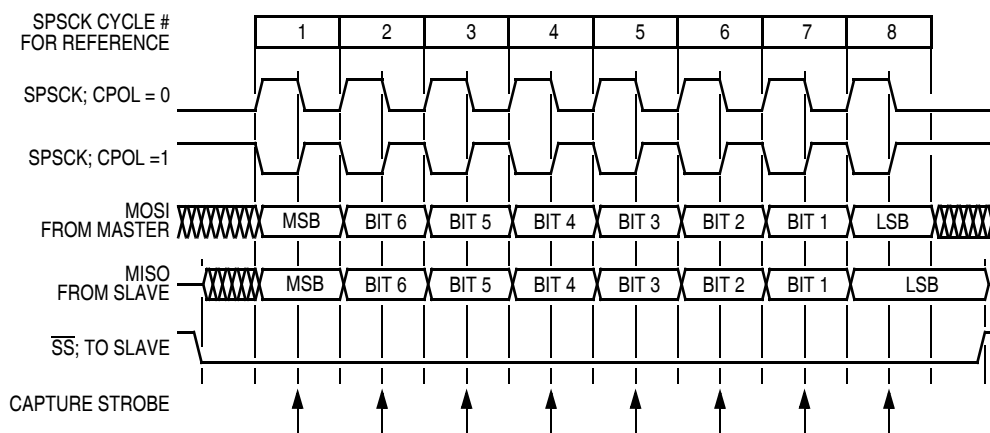 SPSCK CYCLE #
FOR REFERENCE
1 2 3 4 5 6 7 8
SPSCK; CPOL = 0
SPSCK; CPOL =1
MOSI
FROM MASTER
MSB BIT 6 BIT 5 BIT 4 BIT 3 BIT 2 BIT 1 LSB
MISO
FROM SLAVE
MSB BIT 6 BIT 5 BIT 4 BIT 3 BIT 2 BIT 1 LSB
SS; TO SLAVE
CAPTURE STROBE